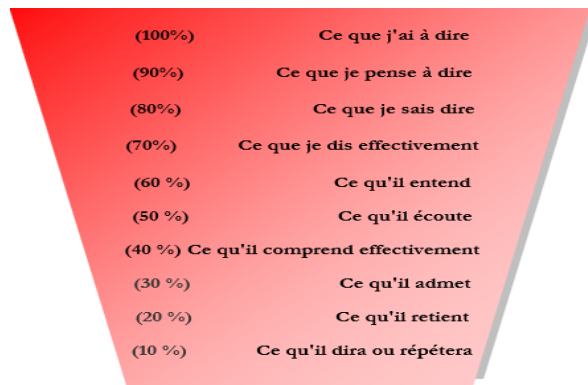 (100%) Ce que j'ai à dire
(90%) Ce que je pense à dire
(80%) Ce que je sais dire
(70%) Ce que je dis effectivement
(60 %) Ce qu'il entend
(50 %) Ce qu'il écoute
(40 %) Ce qu'il comprend effectivement
(30 %) Ce qu'il admet
(20 %) Ce qu'il retient
(10 %) Ce qu'il dira ou répétera